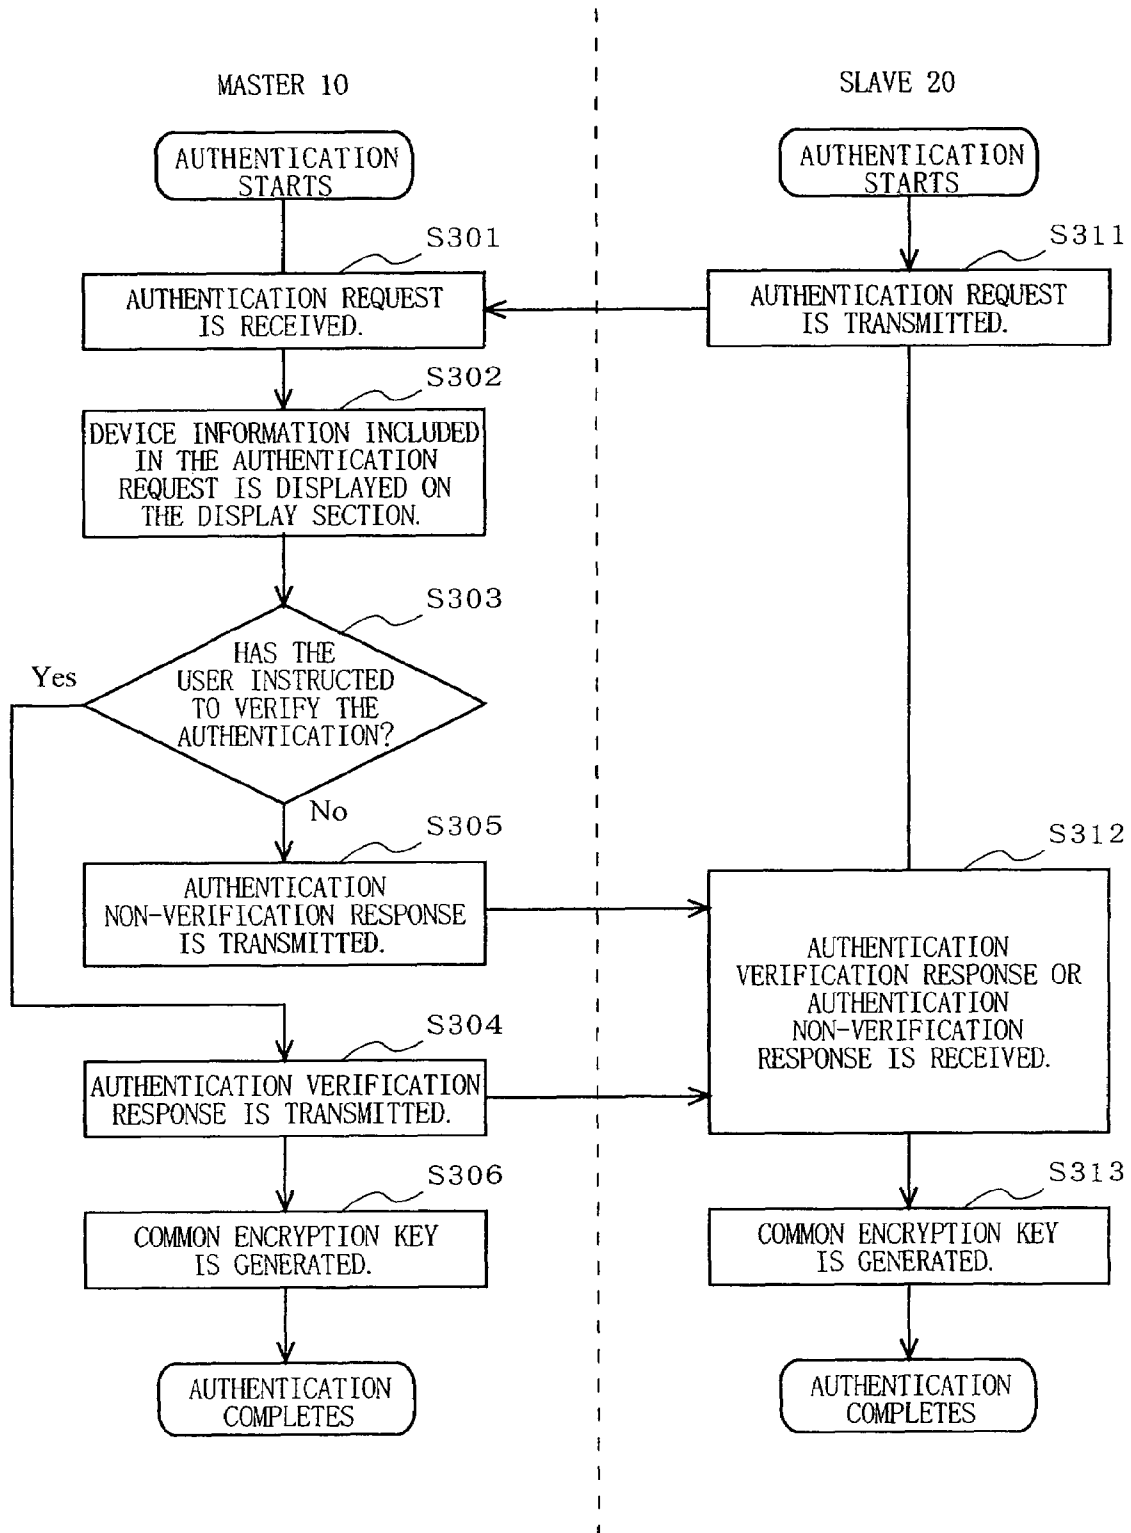 MASTER 10
SLAVE 20
AUTHENTICATION
STARTS
AUTHENTICATION
STARTS
S301
S311
AUTHENTICATION REQUEST
IS RECEIVED.
AUTHENTICATION REQUEST
IS TRANSMITTED.
S302
DEVICE INFORMATION INCLUDED
IN THE AUTHENTICATION
REQUEST IS DISPLAYED ON
THE DISPLAY SECTION.
S303
HAS THE
USER INSTRUCTED
TO VERIFY THE
AUTHENTICATION?
Yes
No
S305
AUTHENTICATION
NON-VERIFICATION RESPONSE
IS TRANSMITTED.
S312
AUTHENTICATION
VERIFICATION RESPONSE OR
AUTHENTICATION
NON-VERIFICATION
RESPONSE IS RECEIVED.
S304
AUTHENTICATION VERIFICATION
RESPONSE IS TRANSMITTED.
S306
S313
COMMON ENCRYPTION KEY
IS GENERATED.
COMMON ENCRYPTION KEY
IS GENERATED.
AUTHENTICATION
COMPLETES
AUTHENTICATION
COMPLETES